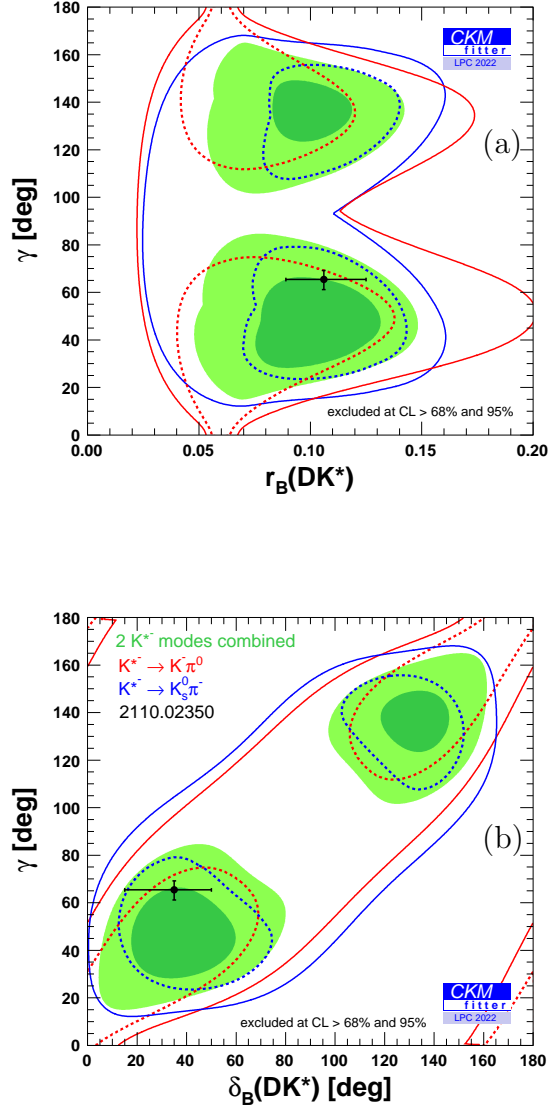 180
160
140
120
100
80
60
40
20
0
γ [deg]
CKM
fitter
LPC 2022
(a)
excluded at CL > 68% and 95%
0.00 0.05 0.10 0.15 0.20
r_B(DK*)
180
160
140
120
100
80
60
40
20
0
γ [deg]
2 K*⁻ modes combined
K*⁻ → K⁻π⁰
K*⁻ → K⁰ₛπ⁻
2110.02350
(b)
CKM
fitter
LPC 2022
excluded at CL > 68% and 95%
0 20 40 60 80 100 120 140 160 180
δ_B(DK*) [deg]